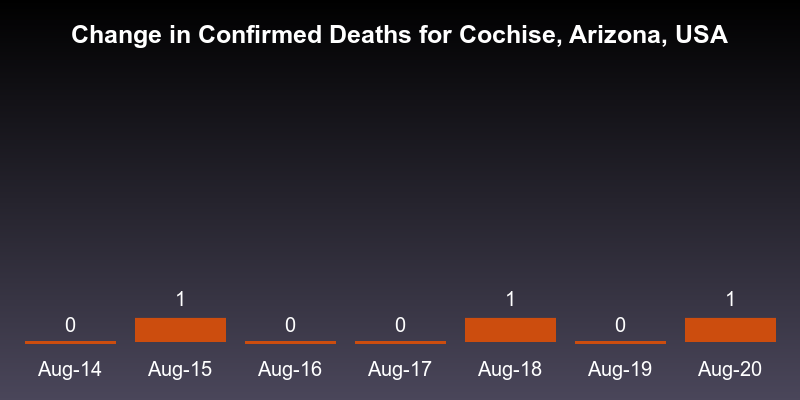 Change in Confirmed Deaths for Cochise, Arizona, USA
0 1 0 0 1 0 1
Aug-14 Aug-15 Aug-16 Aug-17 Aug-18 Aug-19 Aug-20